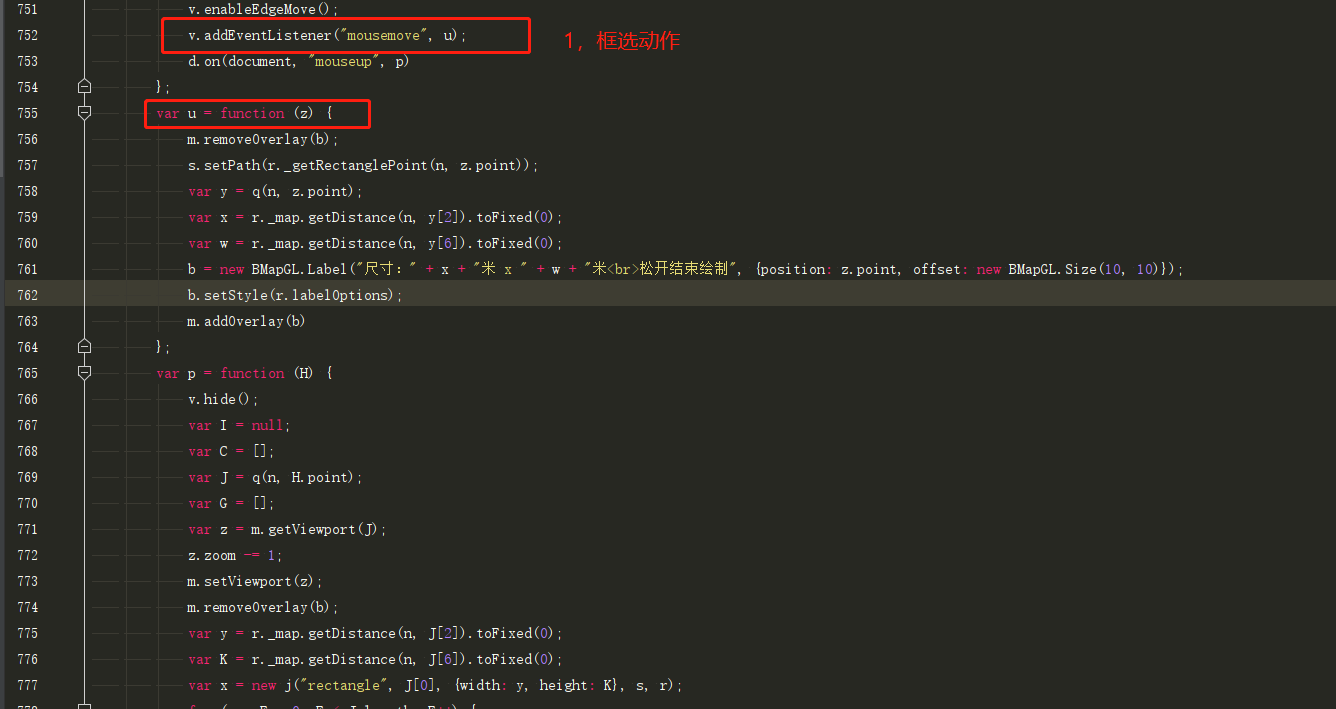 751 v.enableEdgeMove();
752 v.addEventListener("mousemove", u); 1，框选动作
753 d.on(document, "mouseup", p)
754 };
755 var u = function (z) {
756 m.removeOverlay(b);
757 s.setPath(r._getRectanglePoint(n, z.point));
758 var y = q(n, z.point);
759 var x = r._map.getDistance(n, y[2]).toFixed(0);
760 var w = r._map.getDistance(n, y[6]).toFixed(0);
761 b = new BMapGL.Label("尺寸：" + x + "米 x " + w + "米<br>松开结束绘制", {position: z.point, offset: new BMapGL.Size(10, 10)});
762 b.setStyle(r.labelOptions);
763 m.addOverlay(b)
764 };
765 var p = function (H) {
766 v.hide();
767 var I = null;
768 var C = [];
769 var J = q(n, H.point);
770 var G = [];
771 var z = m.getViewport(J);
772 z.zoom -= 1;
773 m.setViewport(z);
774 m.removeOverlay(b);
775 var y = r._map.getDistance(n, J[2]).toFixed(0);
776 var K = r._map.getDistance(n, J[6]).toFixed(0);
777 var x = new j("rectangle", J[0], {width: y, height: K}, s, r);